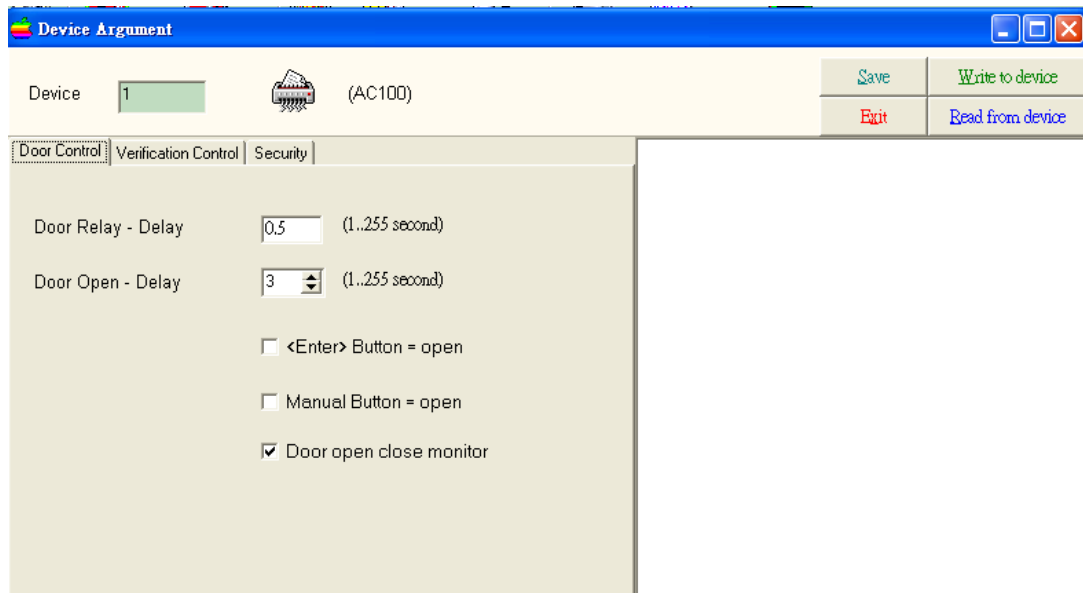 Device Argument
Device 1 (AC100)
Save Write to device
Exit Read from device
Door Control Verification Control Security
Door Relay - Delay 0.5 (1..255 second)
Door Open - Delay 3 (1..255 second)
<Enter> Button = open
Manual Button = open
Door open close monitor